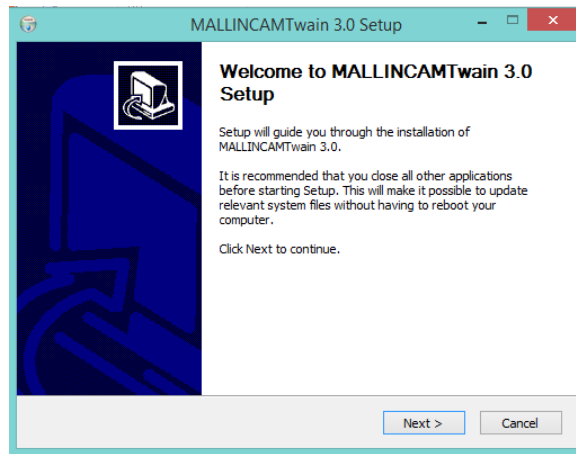 MALLINCAMTwain 3.0 Setup
Welcome to MALLINCAMTwain 3.0
Setup
Setup will guide you through the installation of
MALLINCAMTwain 3.0.
It is recommended that you close all other applications
before starting Setup. This will make it possible to update
relevant system files without having to reboot your
computer.
Click Next to continue.
Next >
Cancel